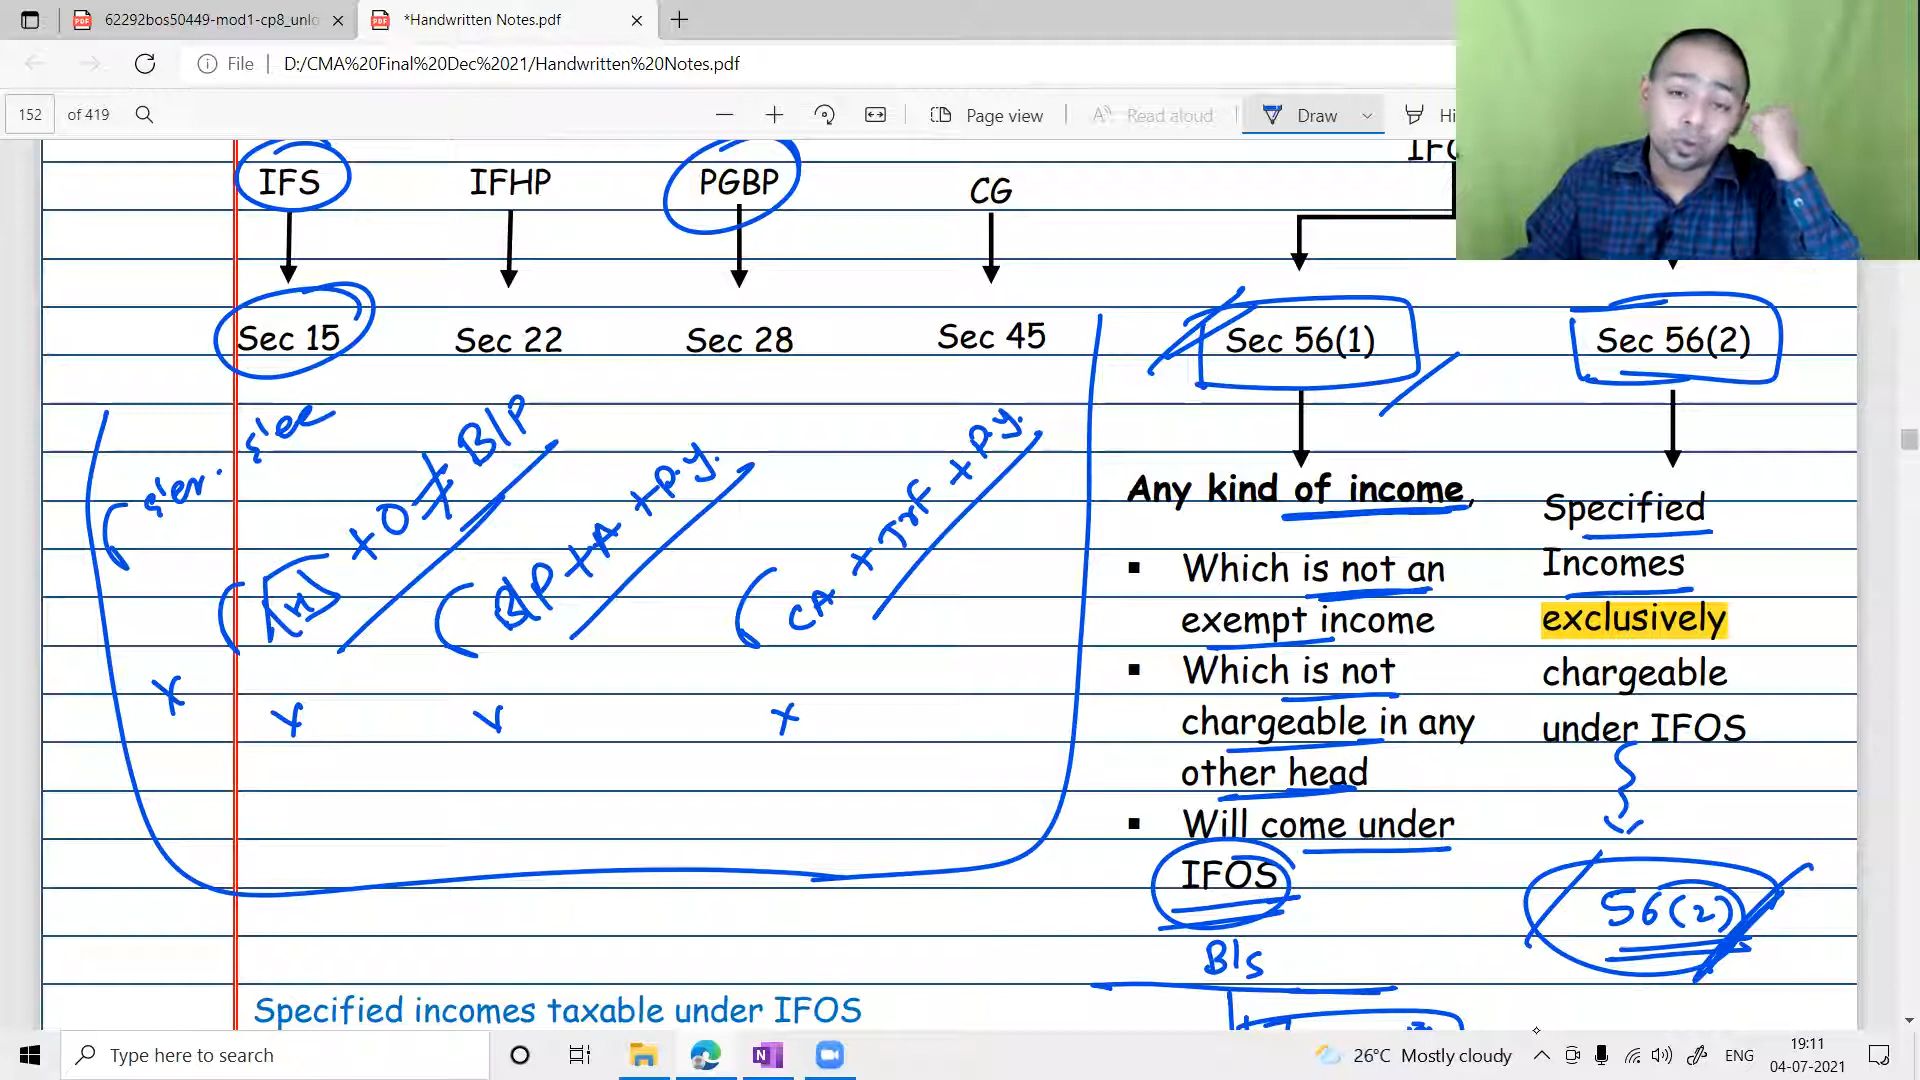 62292bos50449-mod1-cp8_unlo
*Handwritten Notes.pdf
File | D:/CMA%20Final%20Dec%2021/Handwritten%20Notes.pdf
152 of 419
Page view
Read aloud
Draw
Hi
IFS IFHP PGBP CG
Sec 15 Sec 22 Sec 28 Sec 45 Sec 56(1) Sec 56(2)
B/P
BP + A + P.Y.
CA + Trf + P.Y.
Any kind of income,
▪ Which is not an
exempt income
▪ Which is not
chargeable in any
other head
▪ Will come under
IFOS
B/S
Specified
Incomes
exclusively
chargeable
under IFOS
56(2)
Specified incomes taxable under IFOS
Type here to search
26°C Mostly cloudy
ENG
19:11
04-07-2021